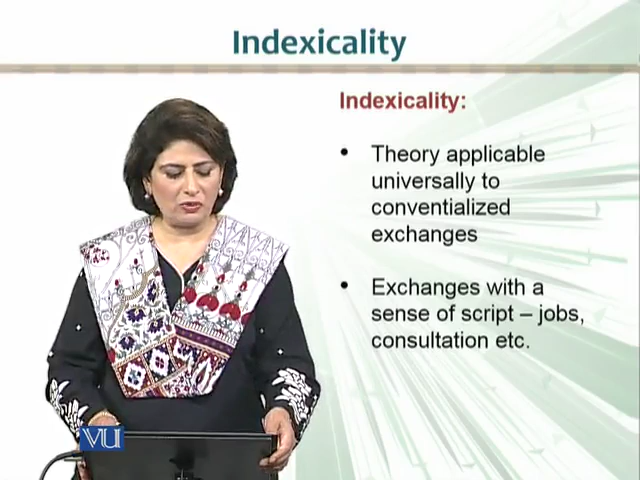 Indexicality
Indexicality:
• Theory applicable
universally to
conventialized
exchanges
• Exchanges with a
sense of script – jobs,
consultation etc.
VU